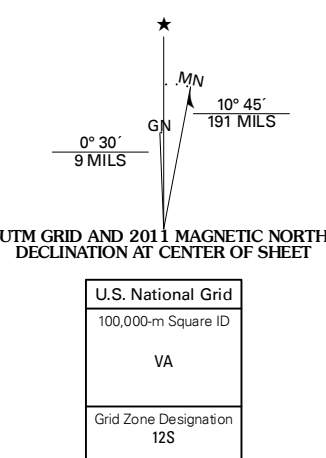 ★
MN
GN
10° 45´
191 MILS
0° 30´
9 MILS
UTM GRID AND 2011 MAGNETIC NORTH
DECLINATION AT CENTER OF SHEET
U.S. National Grid
100,000-m Square ID
VA
Grid Zone Designation
12S